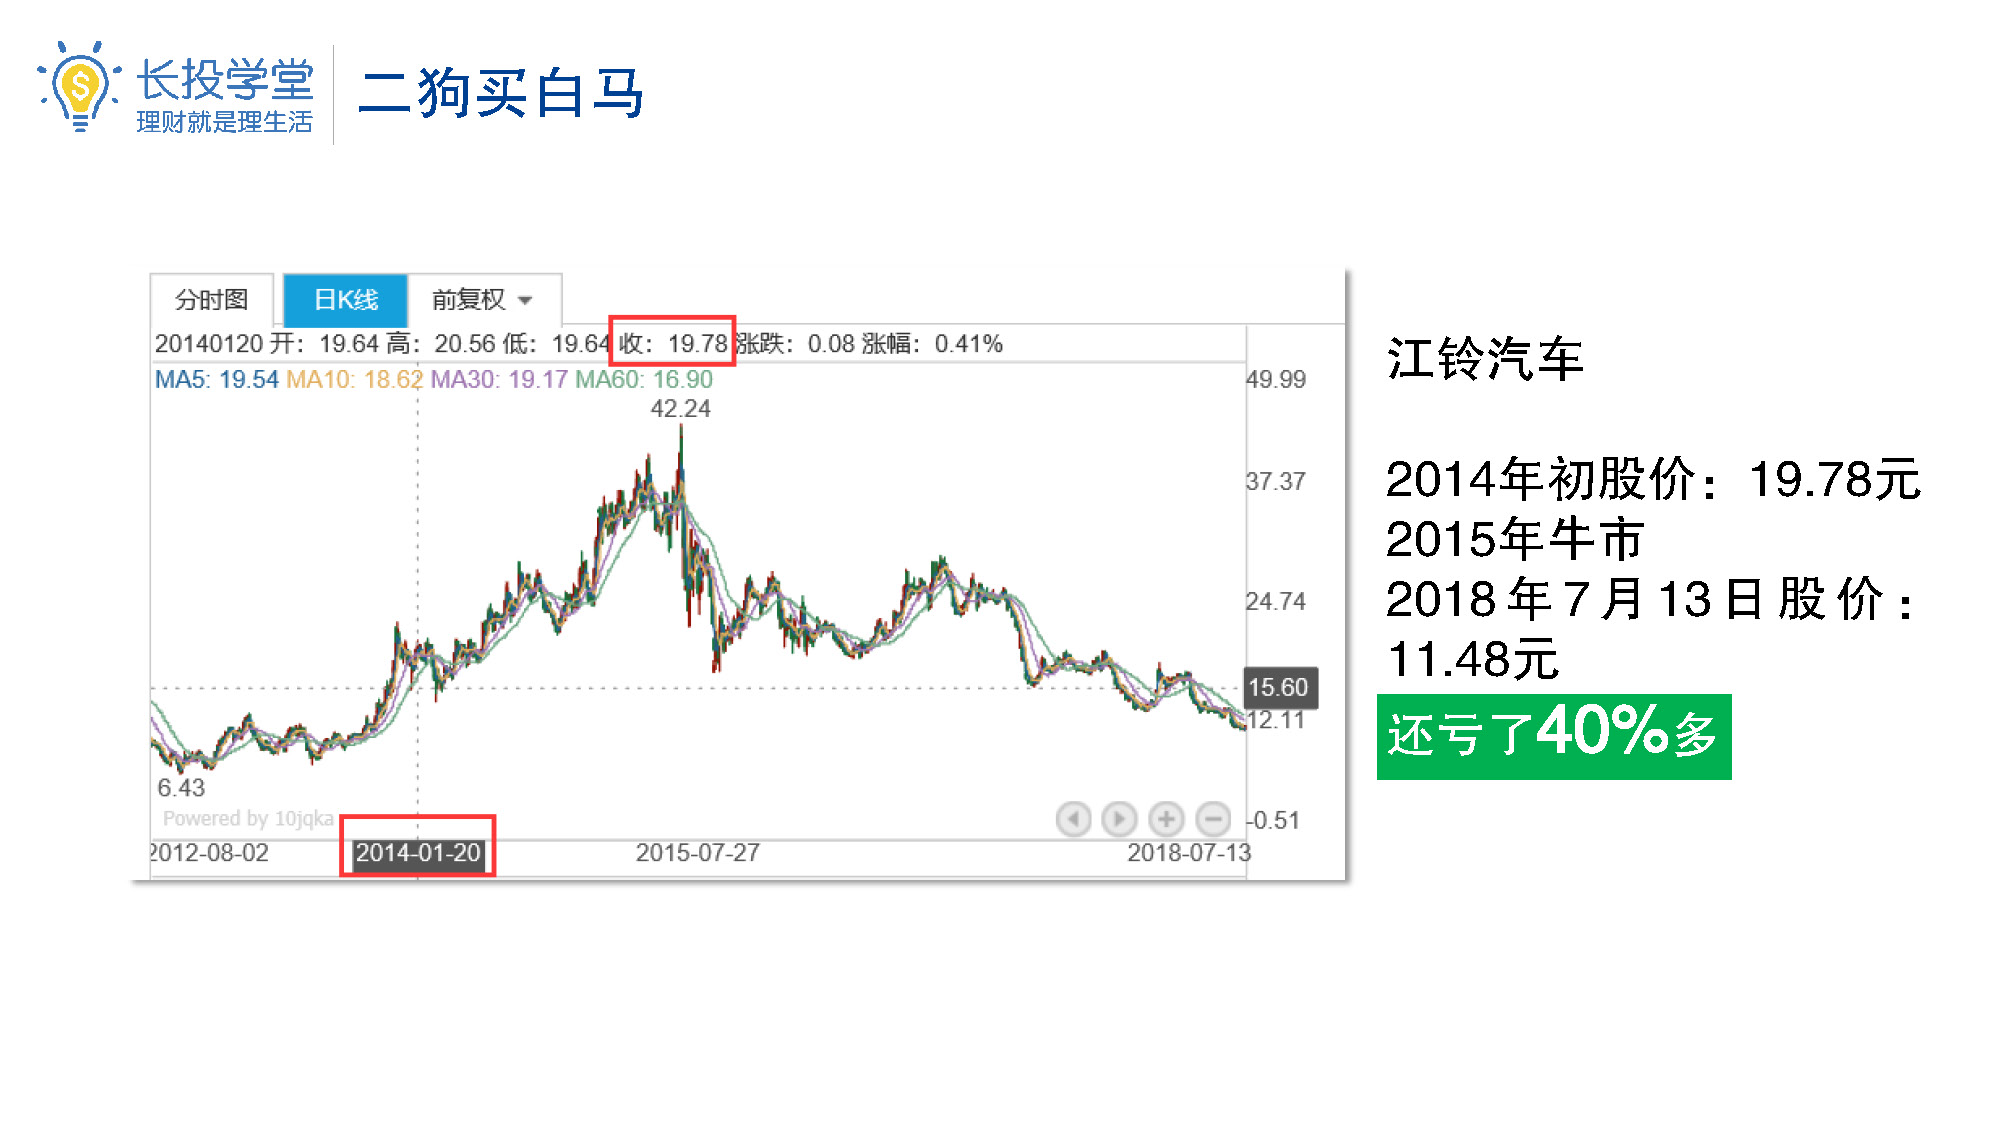 长投学堂
理财就是理生活
二狗买白马
分时图 日K线 前复权
20140120 开：19.64 高：20.56 低：19.64 收：19.78 涨跌：0.08 涨幅：0.41%
MA5: 19.54 MA10: 18.62 MA30: 19.17 MA60: 16.90
49.99
42.24
37.37
24.74
15.60
12.11
6.43
Powered by 10jqka
-0.51
2012-08-02 2014-01-20 2015-07-27 2018-07-13
江铃汽车
2014年初股价：19.78元
2015年牛市
2018年7月13日股价：
11.48元
还亏了40%多